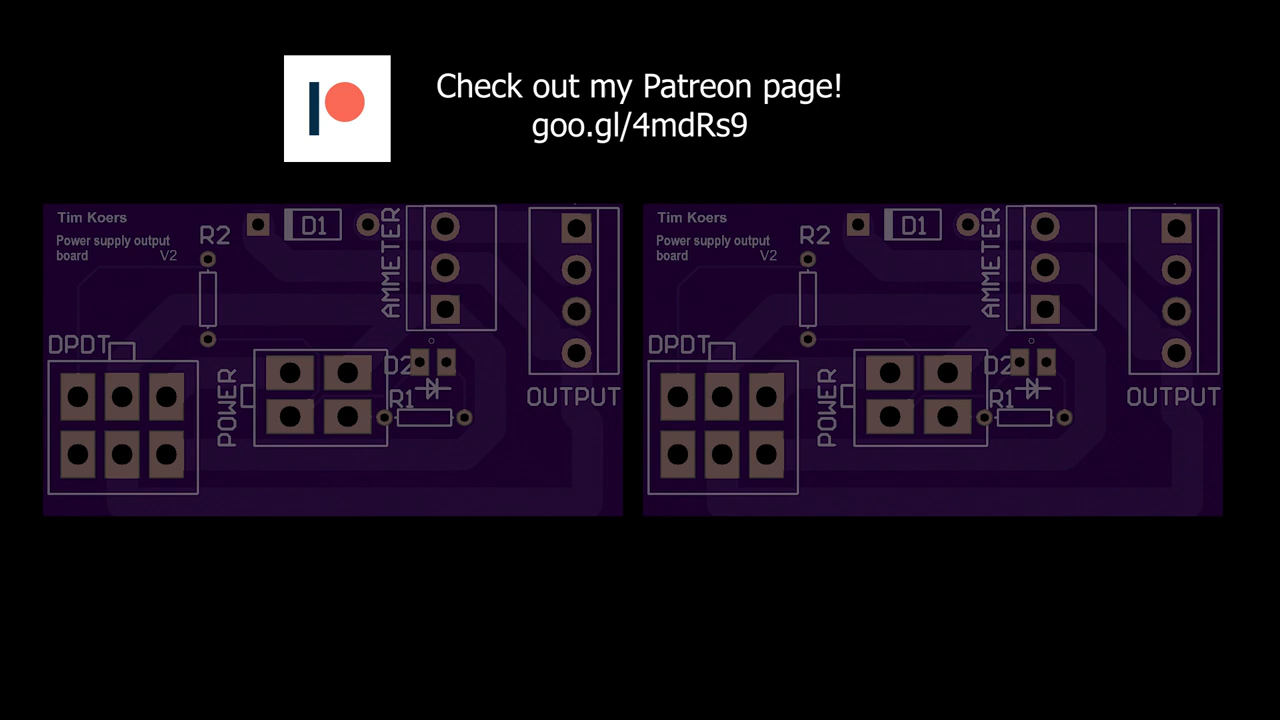 Check out my Patreon page!
goo.gl/4mdRs9
Tim Koers
Power supply output
board V2
R2
D1
AMMETER
DPDT
POWER
D2
R1
OUTPUT
Tim Koers
Power supply output
board V2
R2
D1
AMMETER
DPDT
POWER
D2
R1
OUTPUT